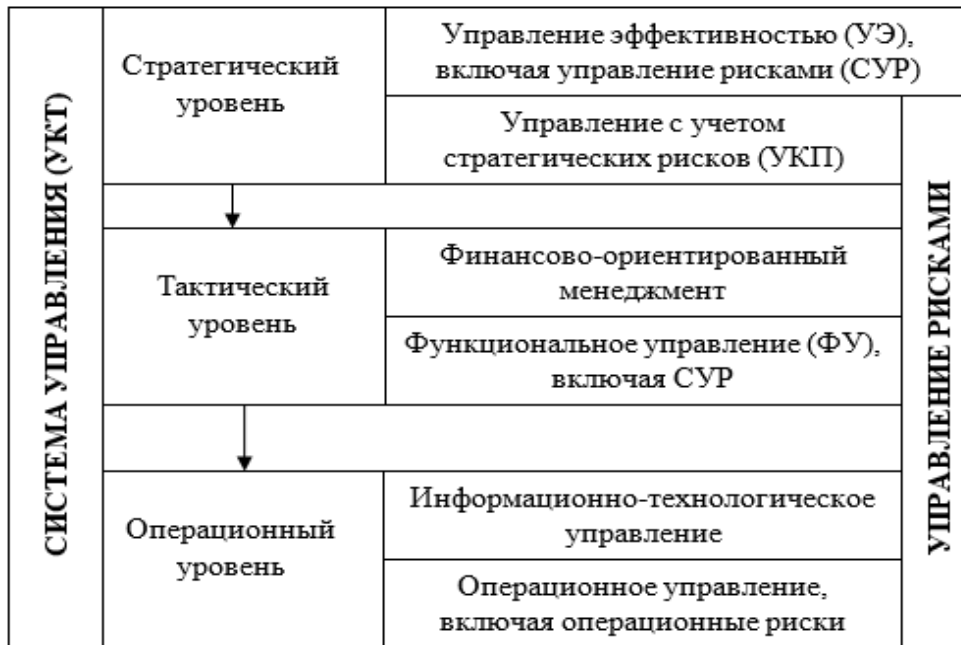 СИСТЕМА УПРАВЛЕНИЯ (УКТ)
Стратегический
уровень
Управление эффективностью (УЭ),
включая управление рисками (СУР)
Управление с учетом
стратегических рисков (УКП)
Тактический
уровень
Финансово-ориентированный
менеджмент
Функциональное управление (ФУ),
включая СУР
Операционный
уровень
Информационно-технологическое
управление
Операционное управление,
включая операционные риски
УПРАВЛЕНИЕ РИСКАМИ